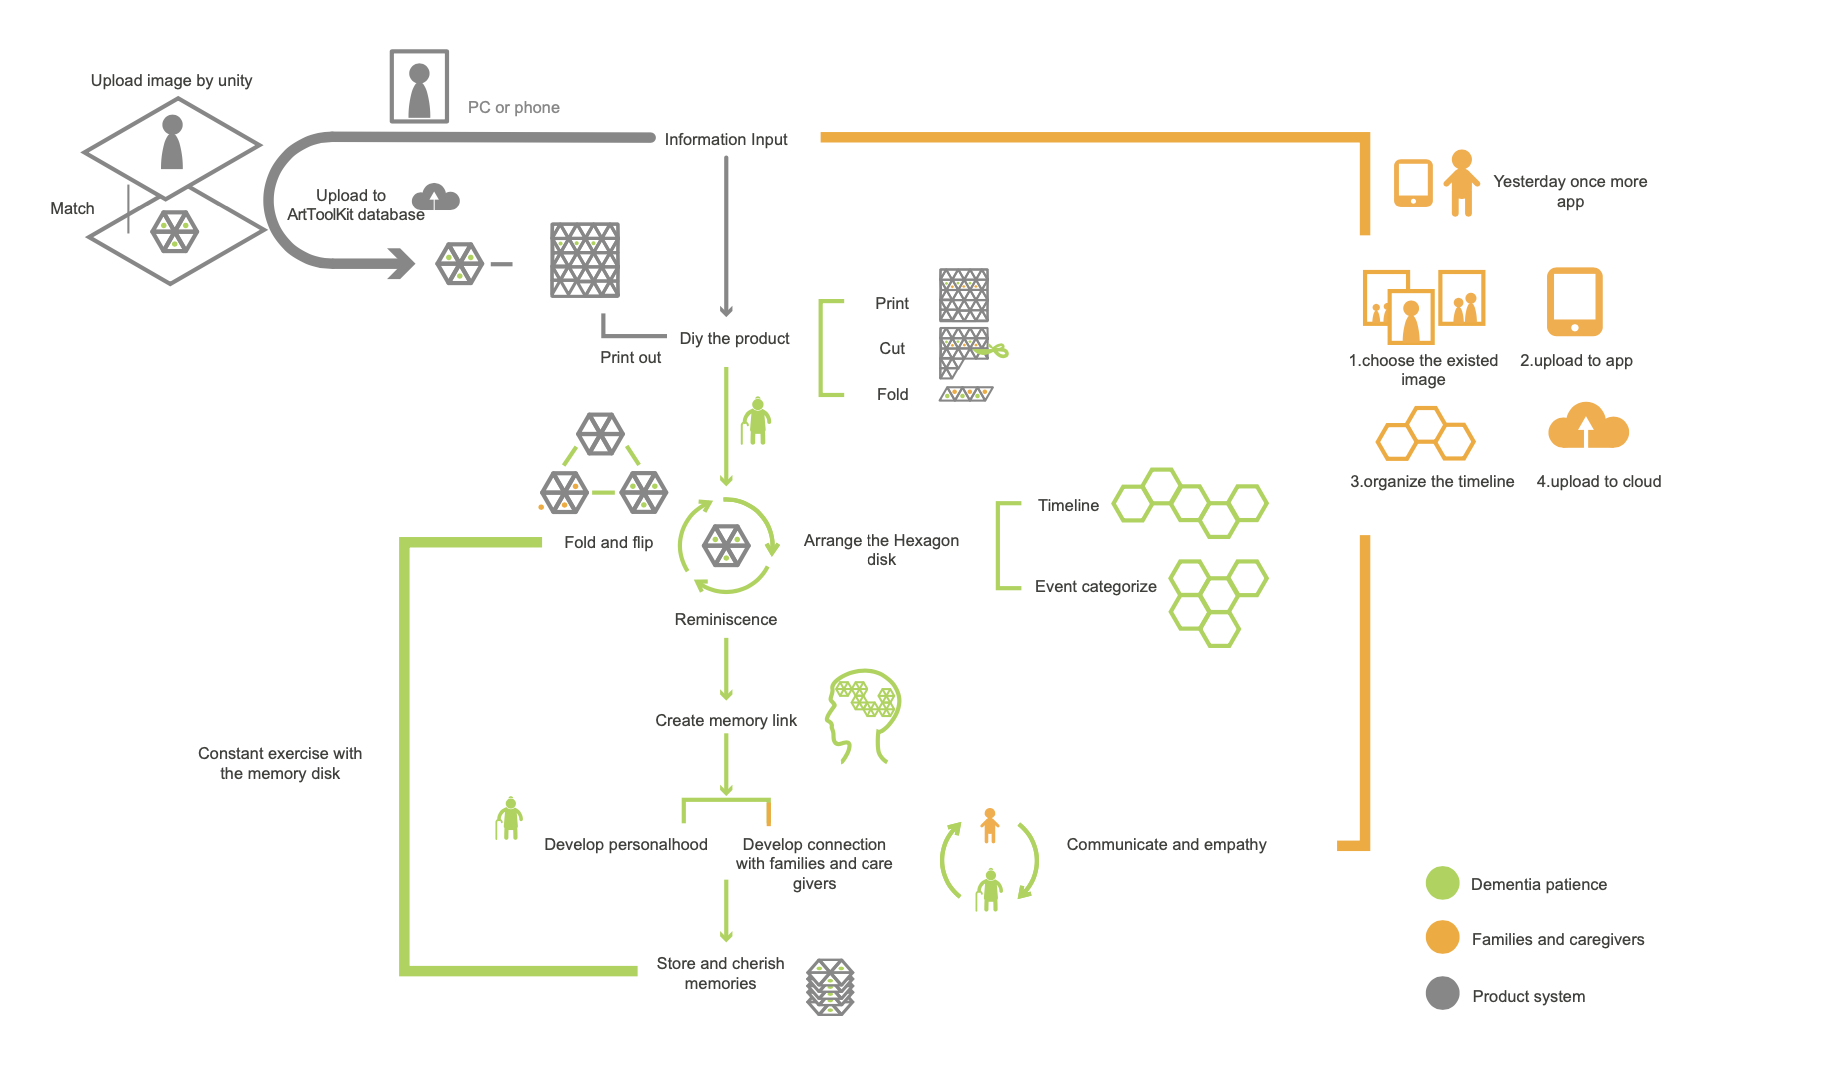 Upload image by unity
PC or phone
Information Input
Match
Upload to
ArtToolKit database
Yesterday once more
app
Print
Cut
Fold
Diy the product
Print out
1.choose the existed
image
2.upload to app
3.organize the timeline
4.upload to cloud
Fold and flip
Arrange the Hexagon
disk
Timeline
Event categorize
Reminiscence
Create memory link
Constant exercise with
the memory disk
Develop personalhood
Develop connection
with families and care
givers
Communicate and empathy
Store and cherish
memories
Dementia patience
Families and caregivers
Product system